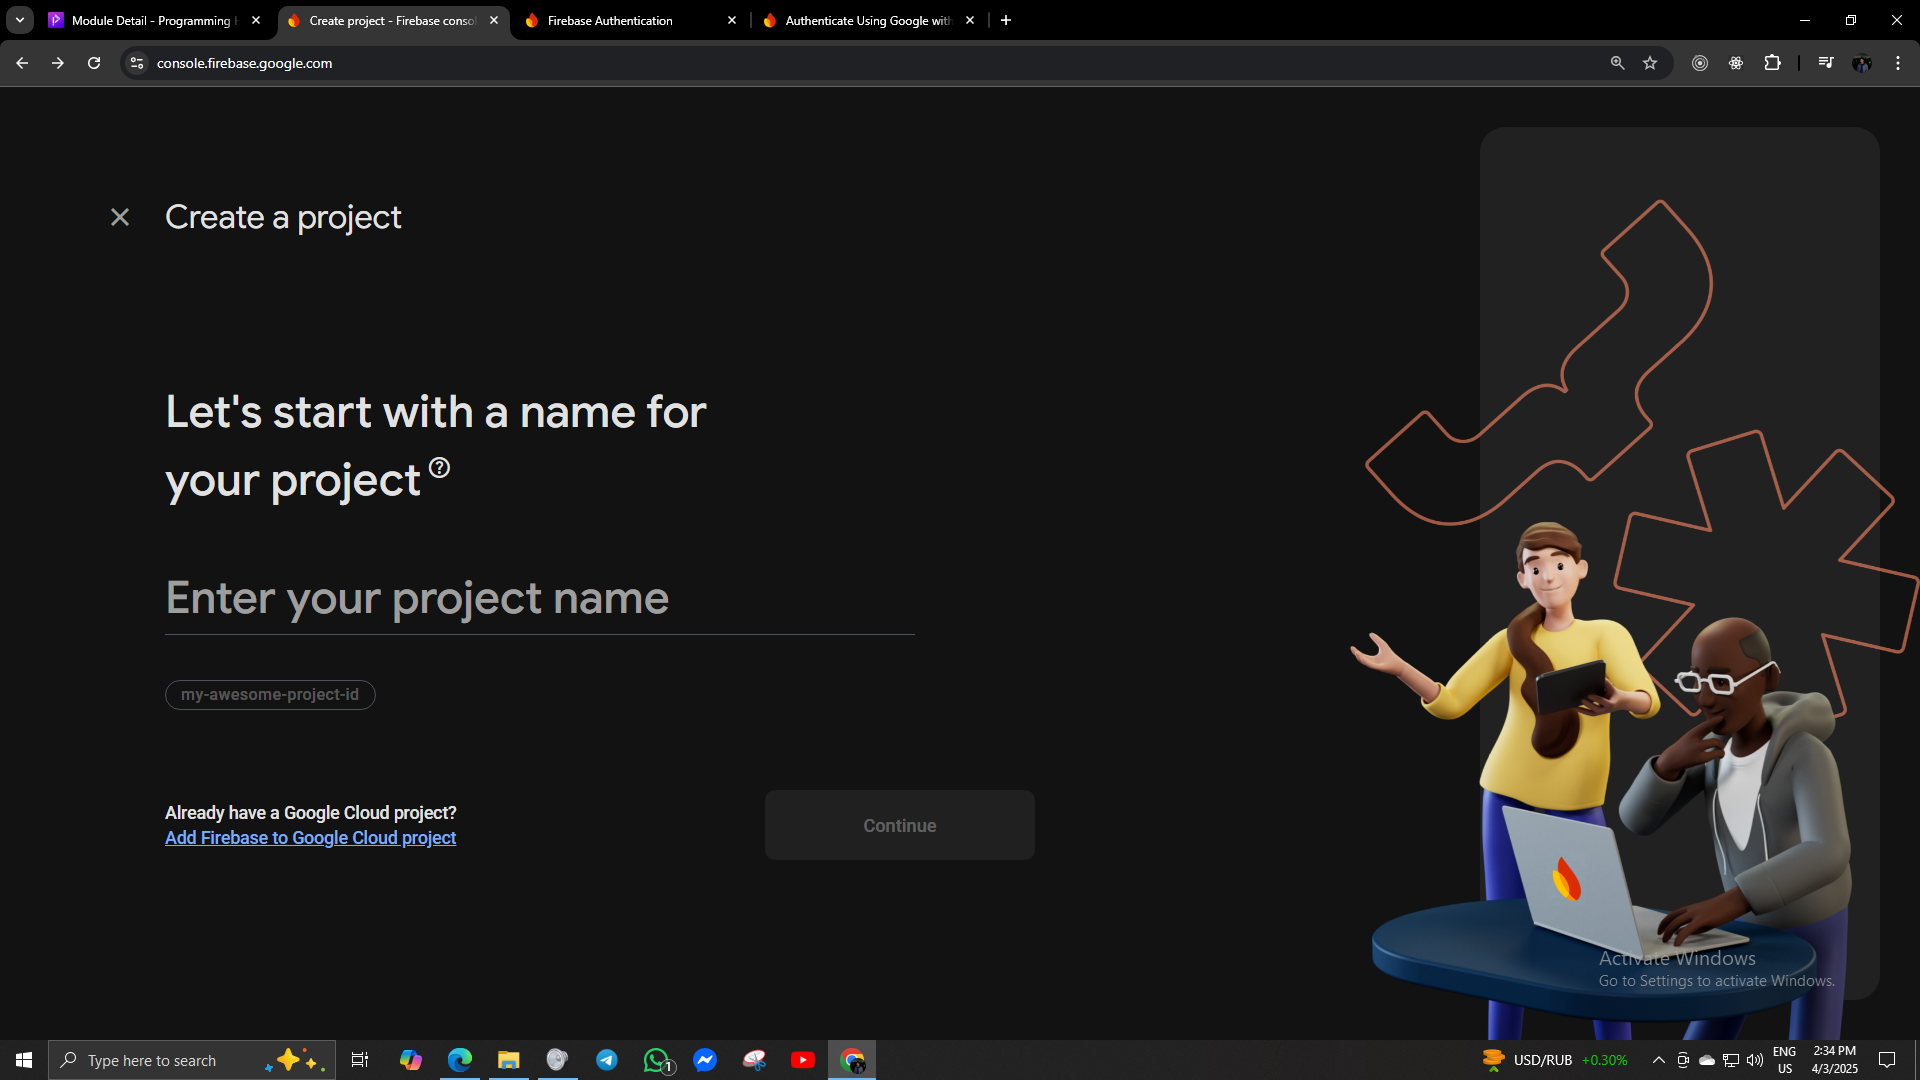 Module Detail - Programming H
Create project - Firebase conso
Firebase Authentication
Authenticate Using Google with
console.firebase.google.com
Create a project
Let's start with a name for
your project
Enter your project name
my-awesome-project-id
Already have a Google Cloud project?
Add Firebase to Google Cloud project
Continue
Activate Windows
Go to Settings to activate Windows.
Type here to search
1
USD/RUB +0.30%
ENG
US
2:34 PM
4/3/2025